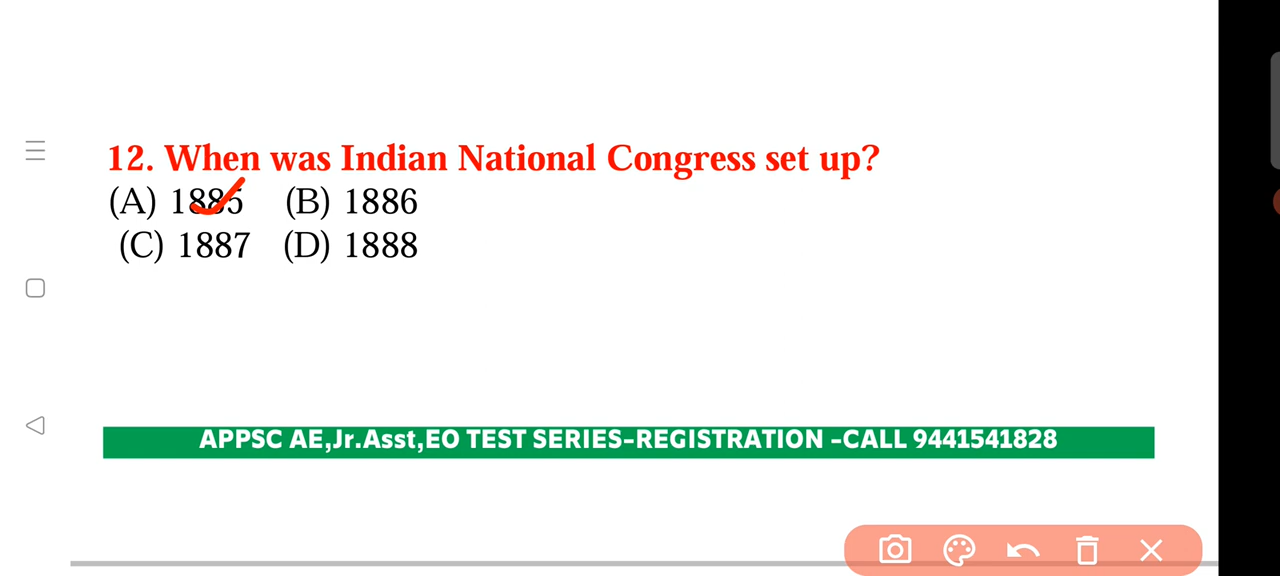 12. When was Indian National Congress set up?
(A) 1885 (B) 1886
(C) 1887 (D) 1888
APPSC AE,Jr.Asst,EO TEST SERIES-REGISTRATION -CALL 9441541828